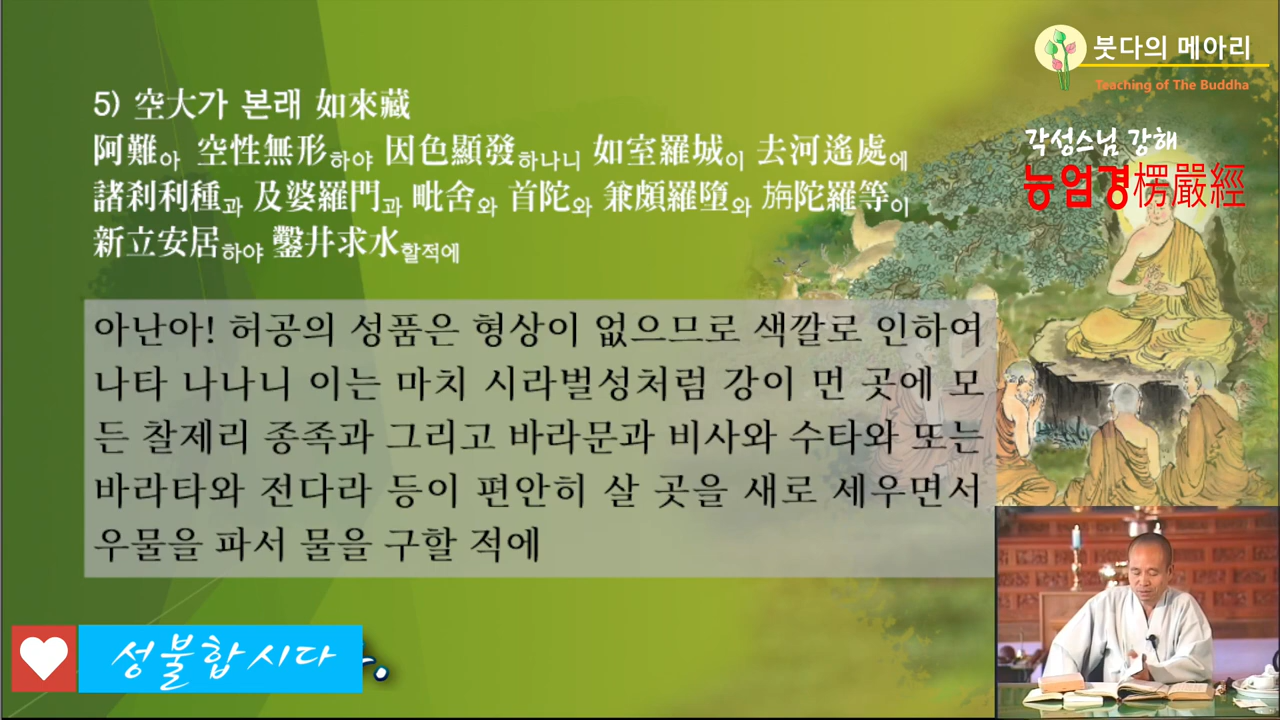 5) 空大가 본래 如來藏
阿難아 空性無形하야 因色顯發하나니 如室羅城이 去河遙處에
諸刹利種과 及婆羅門과 毗舍와 首陀와 兼頗羅墮와 旃陀羅等이
新立安居하야 鑿井求水할적에
아난아! 허공의 성품은 형상이 없으므로 색깔로 인하여
나타 나나니 이는 마치 시라벌성처럼 강이 먼 곳에 모
든 찰제리 종족과 그리고 바라문과 비사와 수타와 또는
바라타와 전다라 등이 편안히 살 곳을 새로 세우면서
우물을 파서 물을 구할 적에
성불합시다
붓다의 메아리
Teaching of The Buddha
각성스님 강해
능엄경楞嚴經